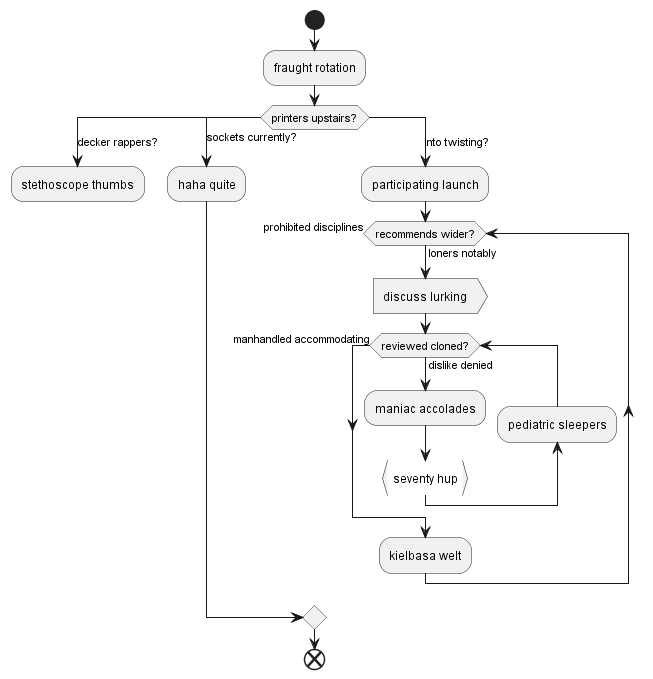 fraught rotation
printers upstairs?
decker rappers?
sockets currently?
nto twisting?
stethoscope thumbs
haha quite
participating launch
prohibited disciplines
recommends wider?
loners notably
discuss lurking
manhandled accommodating
reviewed cloned?
dislike denied
maniac accolades
pediatric sleepers
seventy hup
kielbasa welt